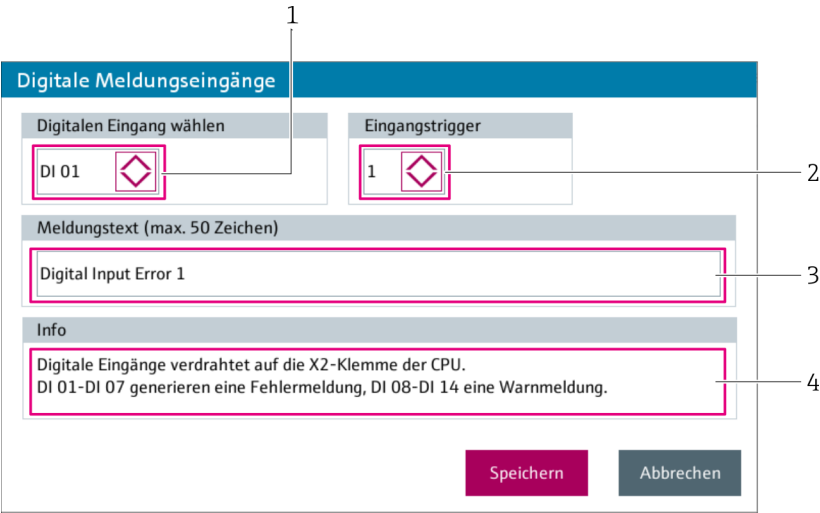 1
Digitale Meldungseingänge
Digitalen Eingang wählen
Eingangstrigger
DI 01
1
2
Meldungstext (max. 50 Zeichen)
Digital Input Error 1
3
Info
Digitale Eingänge verdrahtet auf die X2-Klemme der CPU.
DI 01-DI 07 generieren eine Fehlermeldung, DI 08-DI 14 eine Warnmeldung.
4
Speichern
Abbrechen